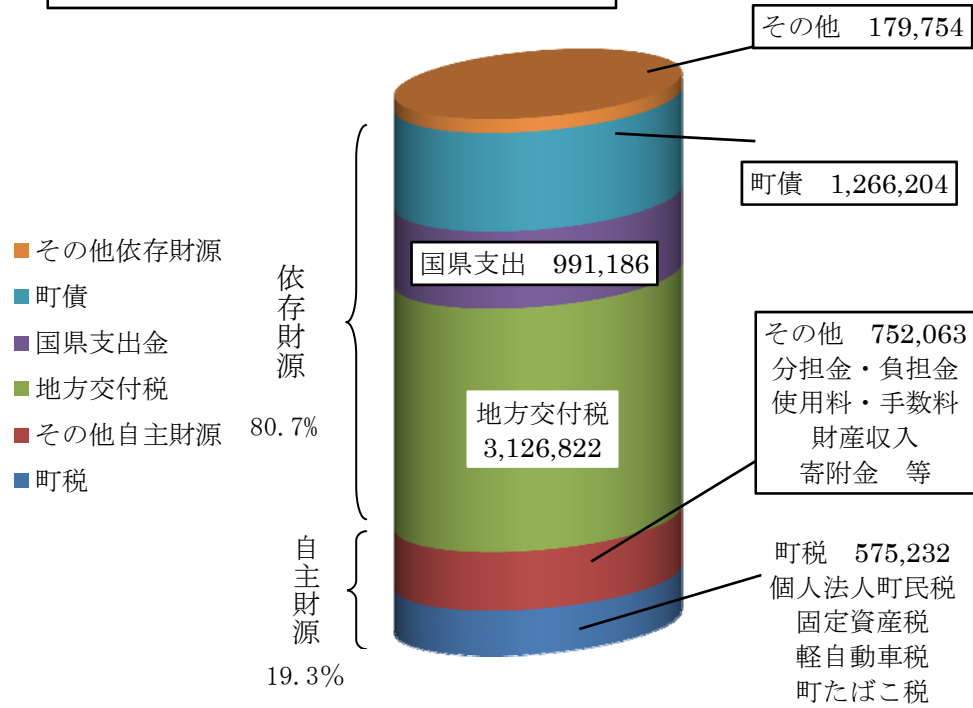 その他 179,754
町債 1,266,204
国県支出 991,186
その他依存財源
町債
国県支出金
地方交付税
その他自主財源
町税
依存財源
80.7%
地方交付税
3,126,822
その他 752,063
分担金・負担金
使用料・手数料
財産収入
寄附金 等
自主財源
19.3%
町税 575,232
個人法人町民税
固定資産税
軽自動車税
町たばこ税